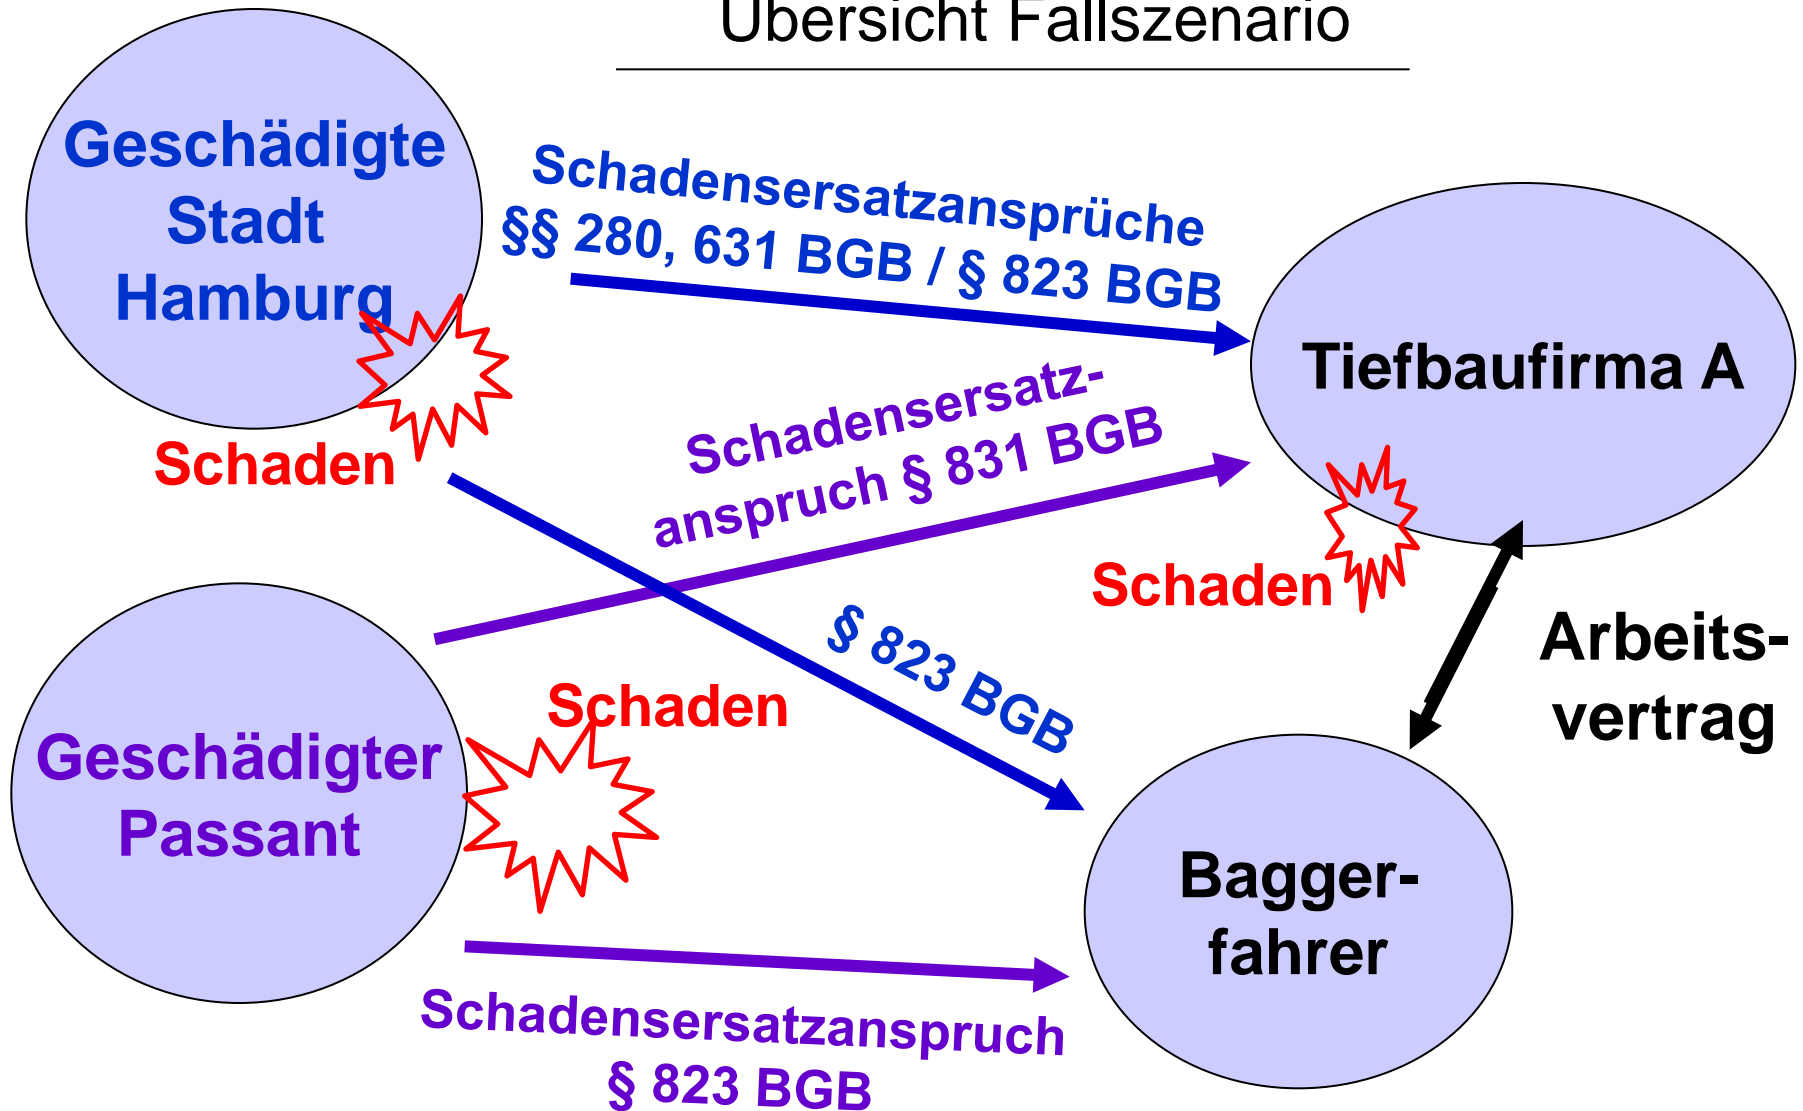 Übersicht Fallszenario
Geschädigte
Stadt
Hamburg
Schadensersatzansprüche
§§ 280, 631 BGB / § 823 BGB
Tiefbaufirma A
Schadensersatz-
anspruch § 831 BGB
Schaden
Schaden
§ 823 BGB
Arbeits-
vertrag
Schaden
Geschädigter
Passant
Bagger-
fahrer
Schadensersatzanspruch
§ 823 BGB